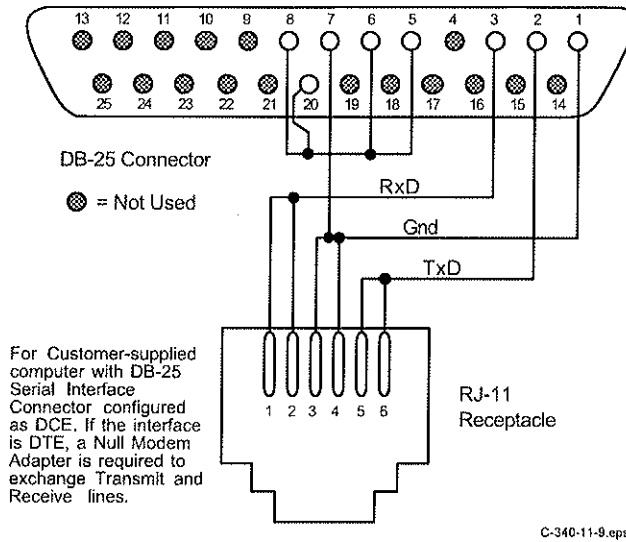 13 12 11 10 9 8 7 6 5 4 3 2 1
25 24 23 22 21 20 19 18 17 16 15 14
DB-25 Connector
= Not Used
RxD
Gnd
TxD
1 2 3 4 5 6
RJ-11
Receptacle
For Customer-supplied
computer with DB-25
Serial Interface
Connector configured
as DCE. If the interface
is DTE, a Null Modem
Adapter is required to
exchange Transmit and
Receive lines.
C-340-11-9.eps